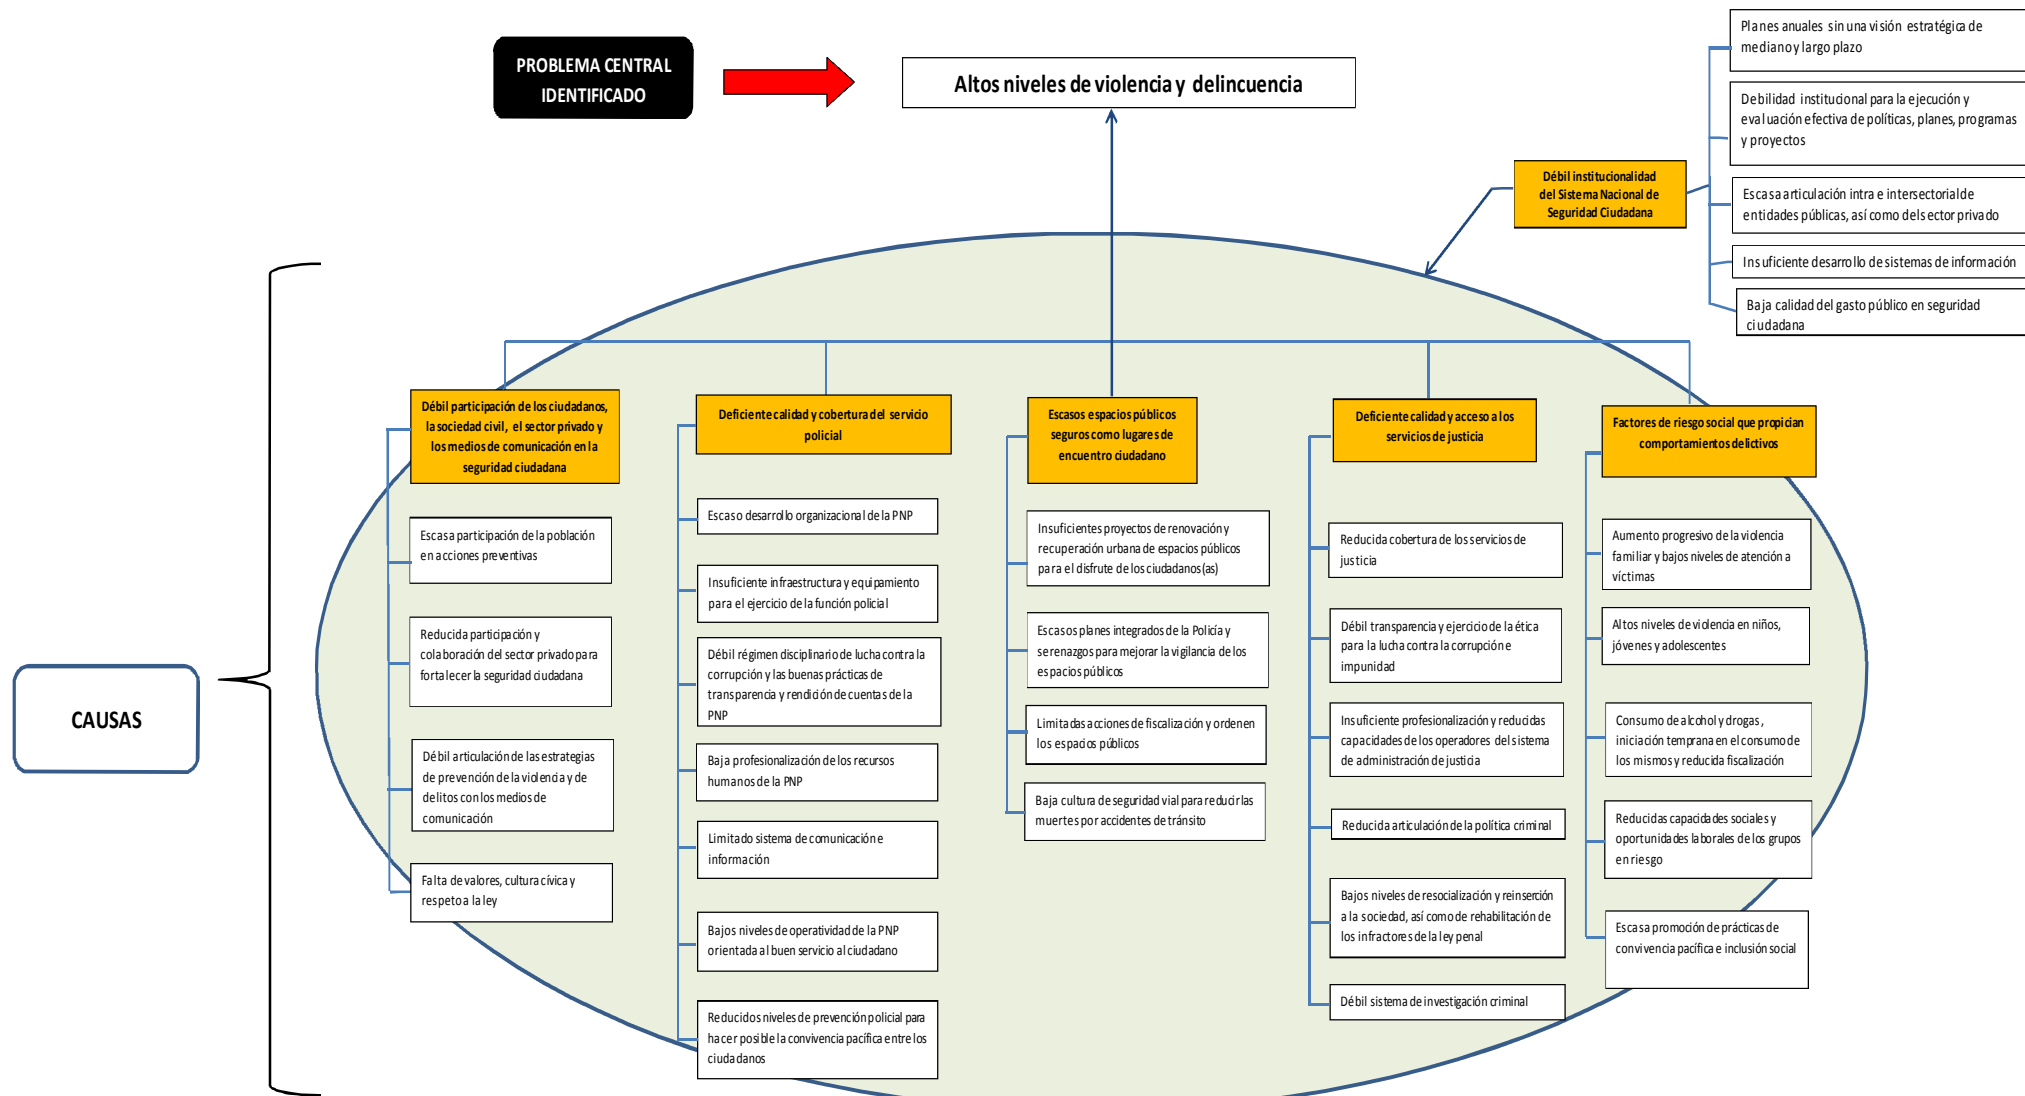 PROBLEMA CENTRAL
IDENTIFICADO
Altos niveles de violencia y delincuencia
Planes anuales sin una visión estratégica de
mediano y largo plazo
Debilidad institucional para la ejecución y
evaluación efectiva de políticas, planes, programas
y proyectos
Débil institucionalidad
del Sistema Nacional de
Seguridad Ciudadana
Escasa articulación intra e intersectorial de
entidades públicas, así como del sector privado
Insuficiente desarrollo de sistemas de información
Baja calidad del gasto público en seguridad
ciudadana
CAUSAS
Débil participación de los ciudadanos,
la sociedad civil, el sector privado y
los medios de comunicación en la
seguridad ciudadana
Escasa participación de la población
en acciones preventivas
Reducida participación y
colaboración del sector privado para
fortalecer la seguridad ciudadana
Débil articulación de las estrategias
de prevención de la violencia y de
delitos con los medios de
comunicación
Falta de valores, cultura cívica y
respeto a la ley
Deficiente calidad y cobertura del servicio
policial
Escaso desarrollo organizacional de la PNP
Insuficiente infraestructura y equipamiento
para el ejercicio de la función policial
Débil régimen disciplinario de lucha contra la
corrupción y las buenas prácticas de
transparencia y rendición de cuentas de la
PNP
Baja profesionalización de los recursos
humanos de la PNP
Limitado sistema de comunicación e
información
Bajos niveles de operatividad de la PNP
orientada al buen servicio al ciudadano
Reducidos niveles de prevención policial para
hacer posible la convivencia pacífica entre los
ciudadanos
Escasos espacios públicos
seguros como lugares de
encuentro ciudadano
Insuficientes proyectos de renovación y
recuperación urbana de espacios públicos
para el disfrute de los ciudadanos(as)
Escasos planes integrados de la Policía y
serenazgos para mejorar la vigilancia de los
espacios públicos
Limitadas acciones de fiscalización y orden en
los espacios públicos
Baja cultura de seguridad vial para reducir las
muertes por accidentes de tránsito
Deficiente calidad y acceso a los
servicios de justicia
Reducida cobertura de los servicios de
justicia
Débil transparencia y ejercicio de la ética
para la lucha contra la corrupción e
impunidad
Insuficiente profesionalización y reducidas
capacidades de los operadores del sistema
de administración de justicia
Reducida articulación de la política criminal
Bajos niveles de resocialización y reinserción
a la sociedad, así como de rehabilitación de
los infractores de la ley penal
Débil sistema de investigación criminal
Factores de riesgo social que propician
comportamientos delictivos
Aumento progresivo de la violencia
familiar y bajos niveles de atención a
víctimas
Altos niveles de violencia en niños,
jóvenes y adolescentes
Consumo de alcohol y drogas,
iniciación temprana en el consumo de
los mismos y reducida fiscalización
Reducidas capacidades sociales y
oportunidades laborales de los grupos
en riesgo
Escasa promoción de prácticas de
convivencia pacífica e inclusión social